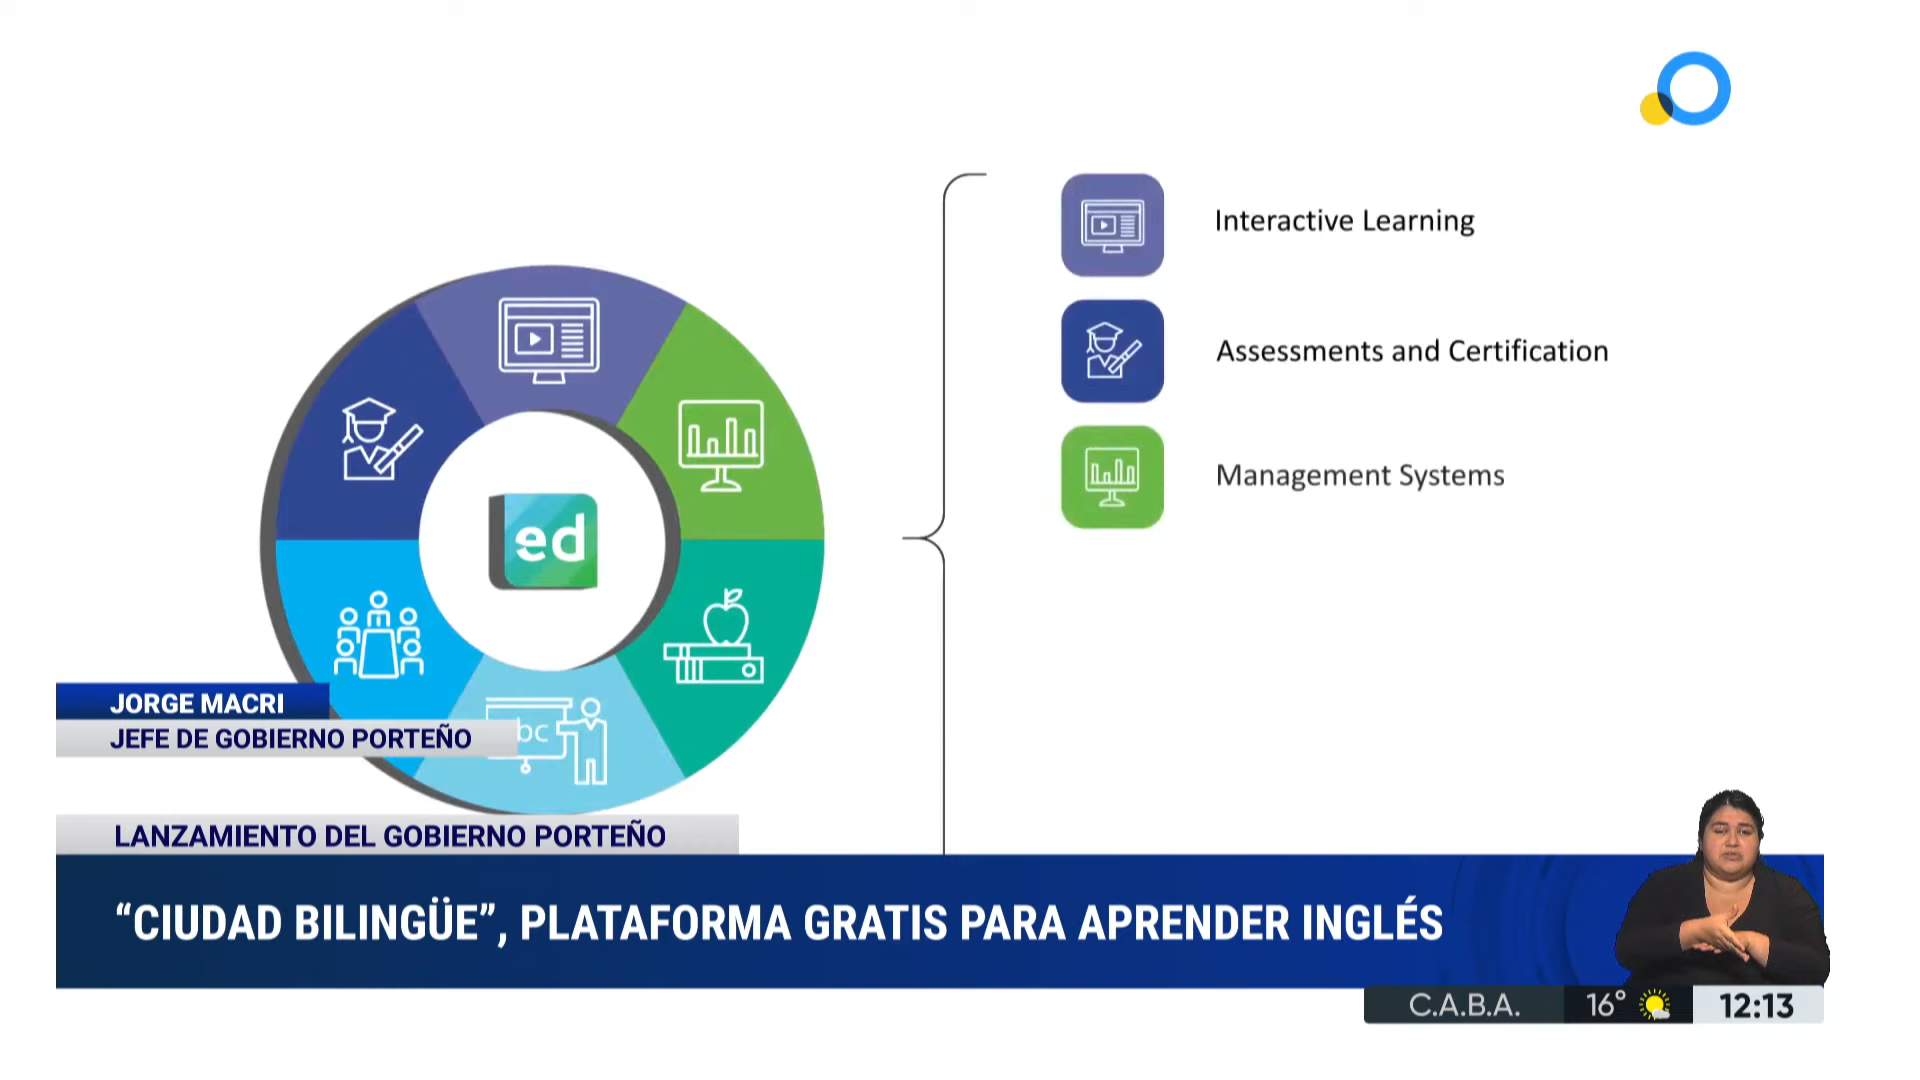 Interactive Learning
Assessments and Certification
Management Systems
ed
bc
JORGE MACRI
JEFE DE GOBIERNO PORTEÑO
LANZAMIENTO DEL GOBIERNO PORTEÑO
“CIUDAD BILINGÜE”, PLATAFORMA GRATIS PARA APRENDER INGLÉS
C.A.B.A. 16° 12:13